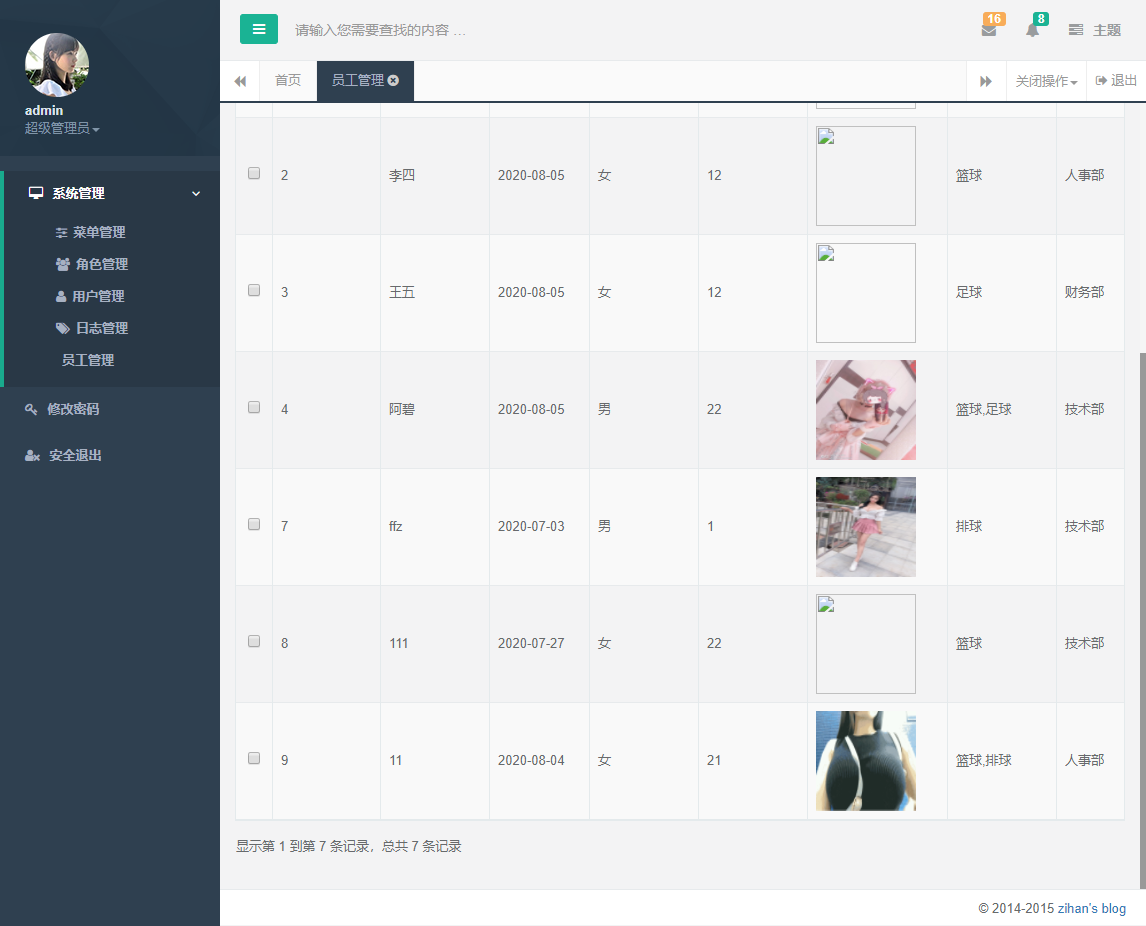 请输入您需要查找的内容 …
16
8
主题
admin
超级管理员
首页
员工管理
关闭操作
退出
系统管理
菜单管理
角色管理
用户管理
日志管理
员工管理
修改密码
安全退出
2 李四 2020-08-05 女 12 篮球 人事部
3 王五 2020-08-05 女 12 足球 财务部
4 阿碧 2020-08-05 男 22 篮球,足球 技术部
7 ffz 2020-07-03 男 1 排球 技术部
8 111 2020-07-27 女 22 篮球 技术部
9 11 2020-08-04 女 21 篮球,排球 人事部
显示第 1 到第 7 条记录，总共 7 条记录
© 2014-2015 zihan's blog